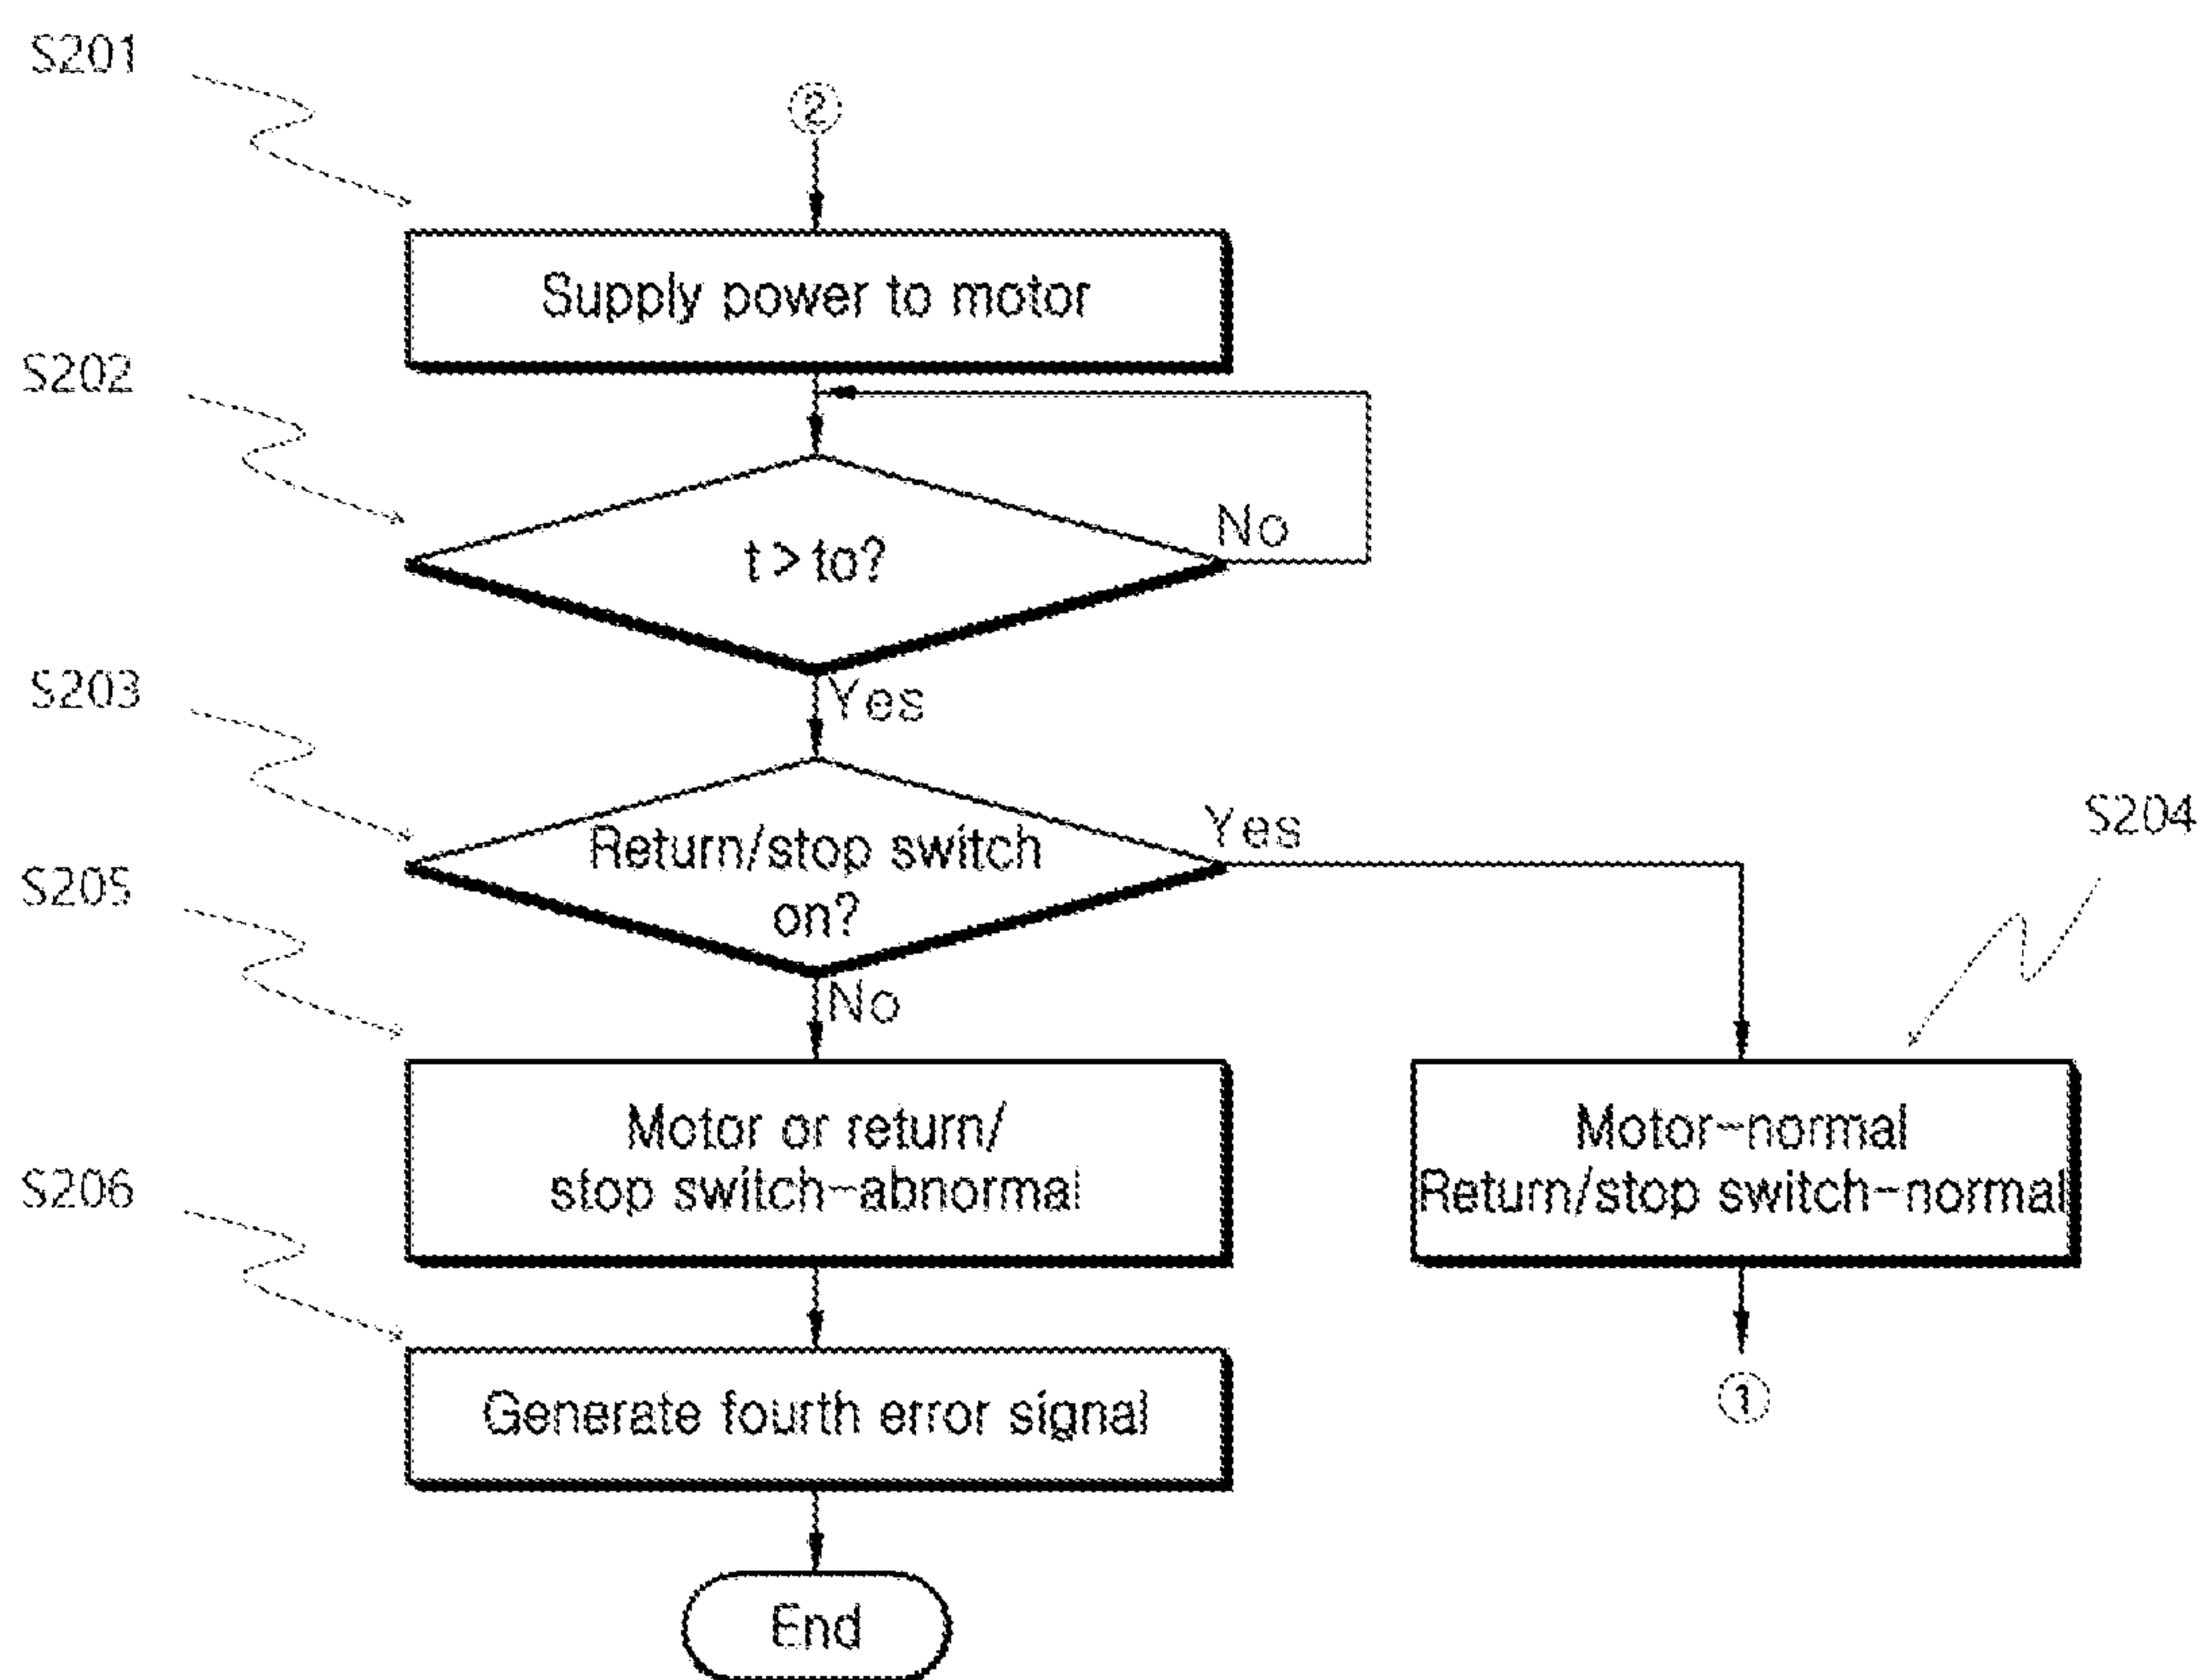 S201
②
Supply power to motor
S202
No
t > to?
S203
Yes
Return/stop switch
on?
Yes
S204
S205
No
Motor or return/
stop switch-abnormal
Motor-normal
Return/stop switch-normal
S206
Generate fourth error signal
①
End